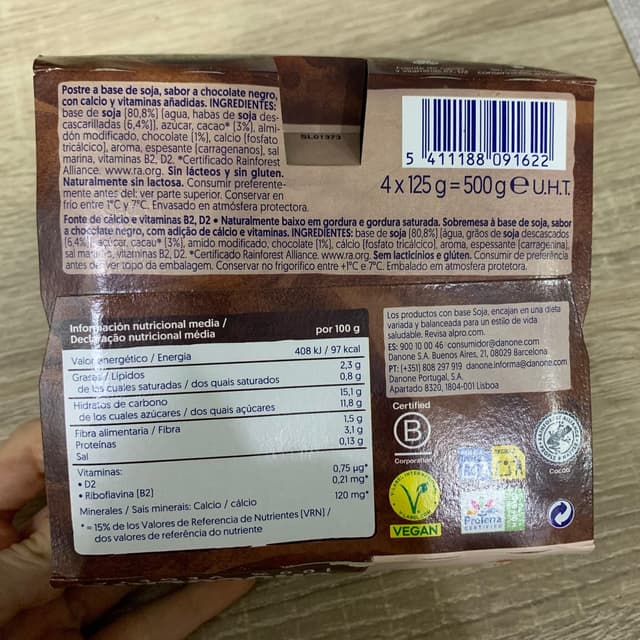 Postre a base de soja, sabor a chocolate negro,
con calcio y vitaminas añadidas. INGREDIENTES:
base de soja [80,8%] (agua, habas de soja des-
cascarilladas [6,4%]), azúcar, cacao* [3%], almi-
dón modificado, chocolate [1%], calcio (fosfato
tricálcico), aroma, espesante (carragenanos), sal
marina, vitaminas B2, D2. *Certificado Rainforest
Alliance. www.ra.org. Sin lácteos y sin gluten.
Naturalmente sin lactosa. Consumir preferente-
mente antes del: ver parte superior. Conservar en
frío entre 1°C y 7°C. Envasado en atmósfera protectora.
SL01373
5 411188 091622
4 x 125 g = 500 g e U.H.T.
Fonte de cálcio e vitaminas B2, D2 • Naturalmente baixo em gordura e gordura saturada. Sobremesa à base de soja, sabor
a chocolate negro, com adição de cálcio e vitaminas. INGREDIENTES: base de soja [80,8%] (água, grãos de soja descascados
[6,4%]), açúcar, cacau* [3%], amido modificado, chocolate [1%], cálcio (fosfato tricálcico), aroma, espessante (carragenina),
sal marinho, vitaminas B2, D2. *Certificado Rainforest Alliance. www.ra.org. Sem lacticínios e glúten. Consumir de preferência
antes de: ver topo da embalagem. Conservar no frigorífico entre +1°C e 7°C. Embalado em atmosfera protetora.
Información nutricional media /
Declaração nutricional média
por 100 g
Valor energético / Energia 408 kJ / 97 kcal
Grasas / Lípidos 2,3 g
de los cuales saturadas / dos quais saturados 0,8 g
Hidratos de carbono 15,1 g
de los cuales azúcares / dos quais açúcares 11,8 g
Fibra alimentaria / Fibra 1,5 g
Proteínas 3,1 g
Sal 0,13 g
Vitaminas:
• D2 0,75 µg*
• Riboflavina [B2] 0,21 mg*
Minerales / Sais minerais: Calcio / cálcio 120 mg*
* = 15% de los Valores de Referencia de Nutrientes [VRN] /
dos valores de referência do nutriente
Los productos con base Soja, encajan en una dieta
variada y balanceada para un estilo de vida
saludable. Revisa alpro.com.
ES: 900 10 00 46 · consumidor@danone.com
Danone S.A. Buenos Aires, 21, 08029 Barcelona
PT: (+351) 808 297 919 danone.informa@danone.com
Danone Portugal, S.A.
Apartado 8320, 1804-001 Lisboa
Certified
B
Corporation
COCOA
VEGAN
ProTerra
CERTIFIED